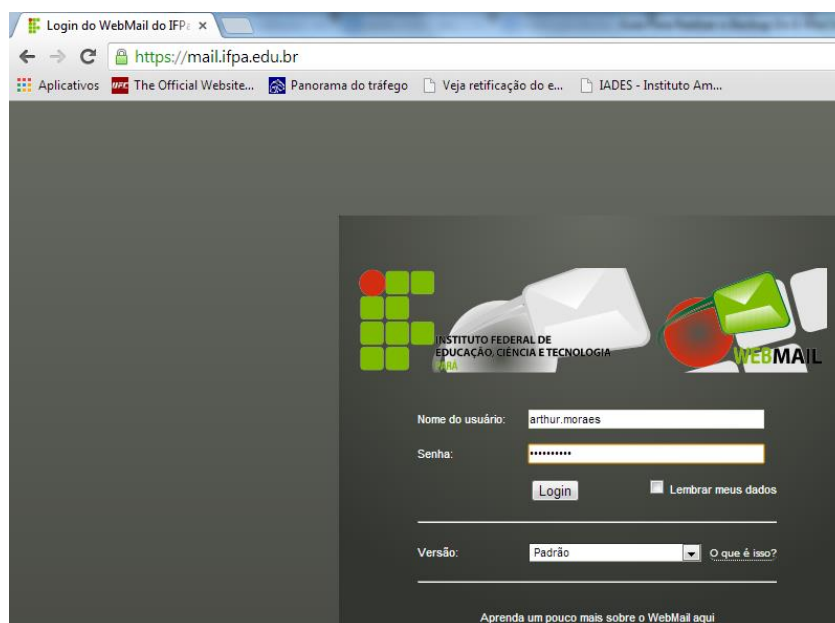 Login do WebMail do IFPa
https://mail.ifpa.edu.br
Aplicativos UFC The Official Website... Panorama do tráfego Veja retificação do e... IADES - Instituto Am...
INSTITUTO FEDERAL DE
EDUCAÇÃO, CIÊNCIA E TECNOLOGIA
PARÁ
WEBMAIL
Nome do usuário: arthur.moraes
Senha: ••••••••••
Login Lembrar meus dados
Versão: Padrão O que é isso?
Aprenda um pouco mais sobre o WebMail aqui